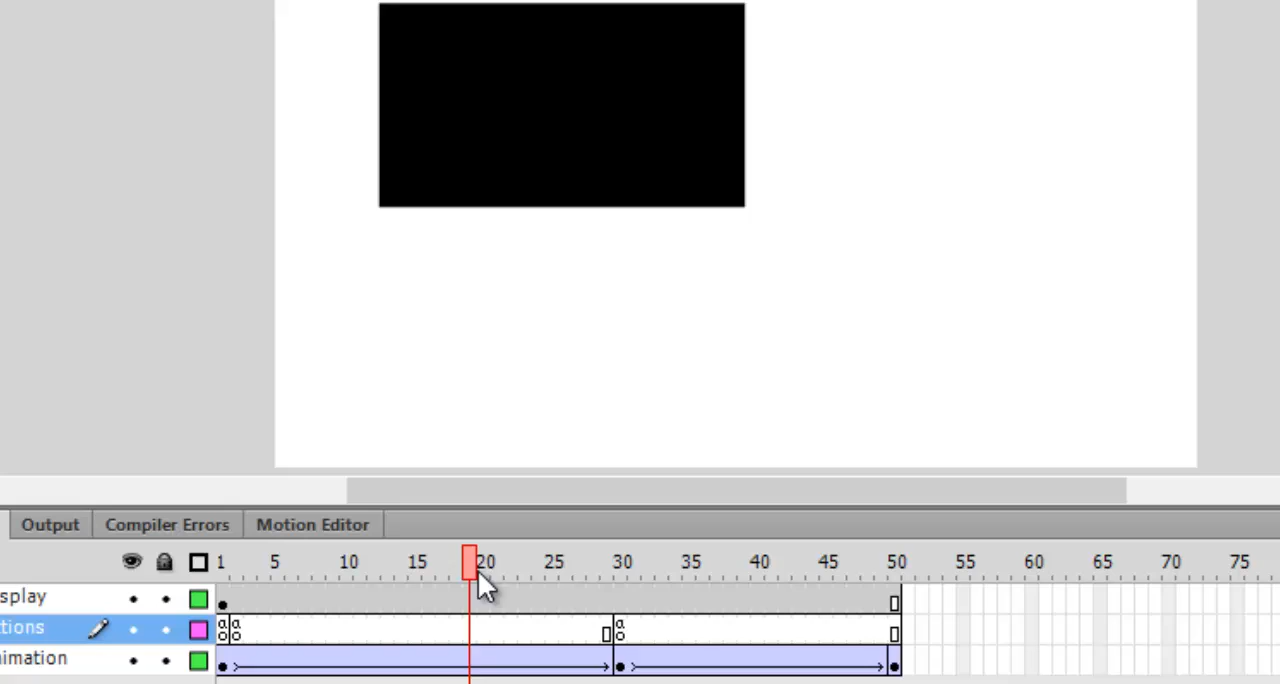 Output Compiler Errors Motion Editor
1 5 10 15 20 25 30 35 40 45 50 55 60 65 70 75
splay
tions
a a a
nimation